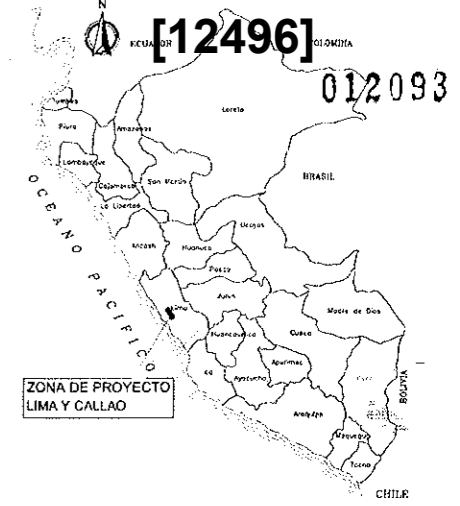 N
[12496]
ECUADOR
COLOMBIA
012093
Tumbes
Loreto
Piura
Amazonas
Lambayeque
Cajamarca
San Martín
BRASIL
La Libertad
OCEANO PACIFICO
Ancash
Huanuco
Ucayali
Pasco
Lima
Junin
Madre de Dios
Huancavelica
Cusco
Ica
Ayacucho
Apurimac
BOLIVIA
ZONA DE PROYECTO
LIMA Y CALLAO
Arequipa
Moquegua
Tacna
CHILE